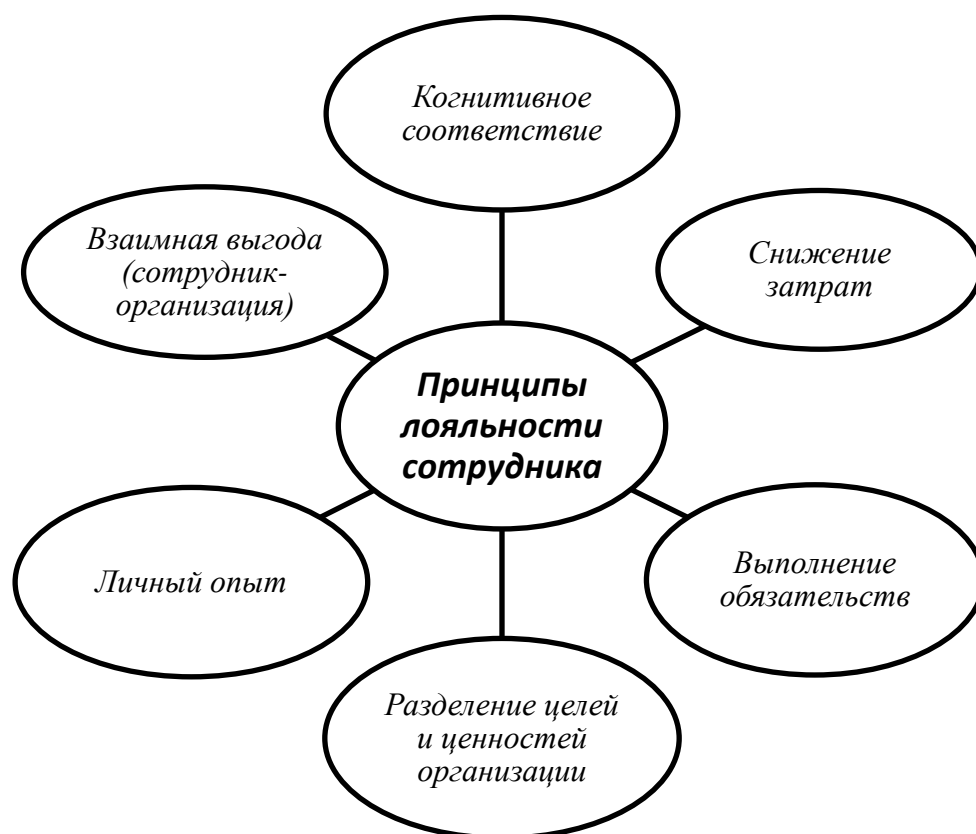 Когнитивное
соответствие
Взаимная выгода
(сотрудник-
организация)
Снижение
затрат
Принципы
лояльности
сотрудника
Личный опыт
Выполнение
обязательств
Разделение целей
и ценностей
организации